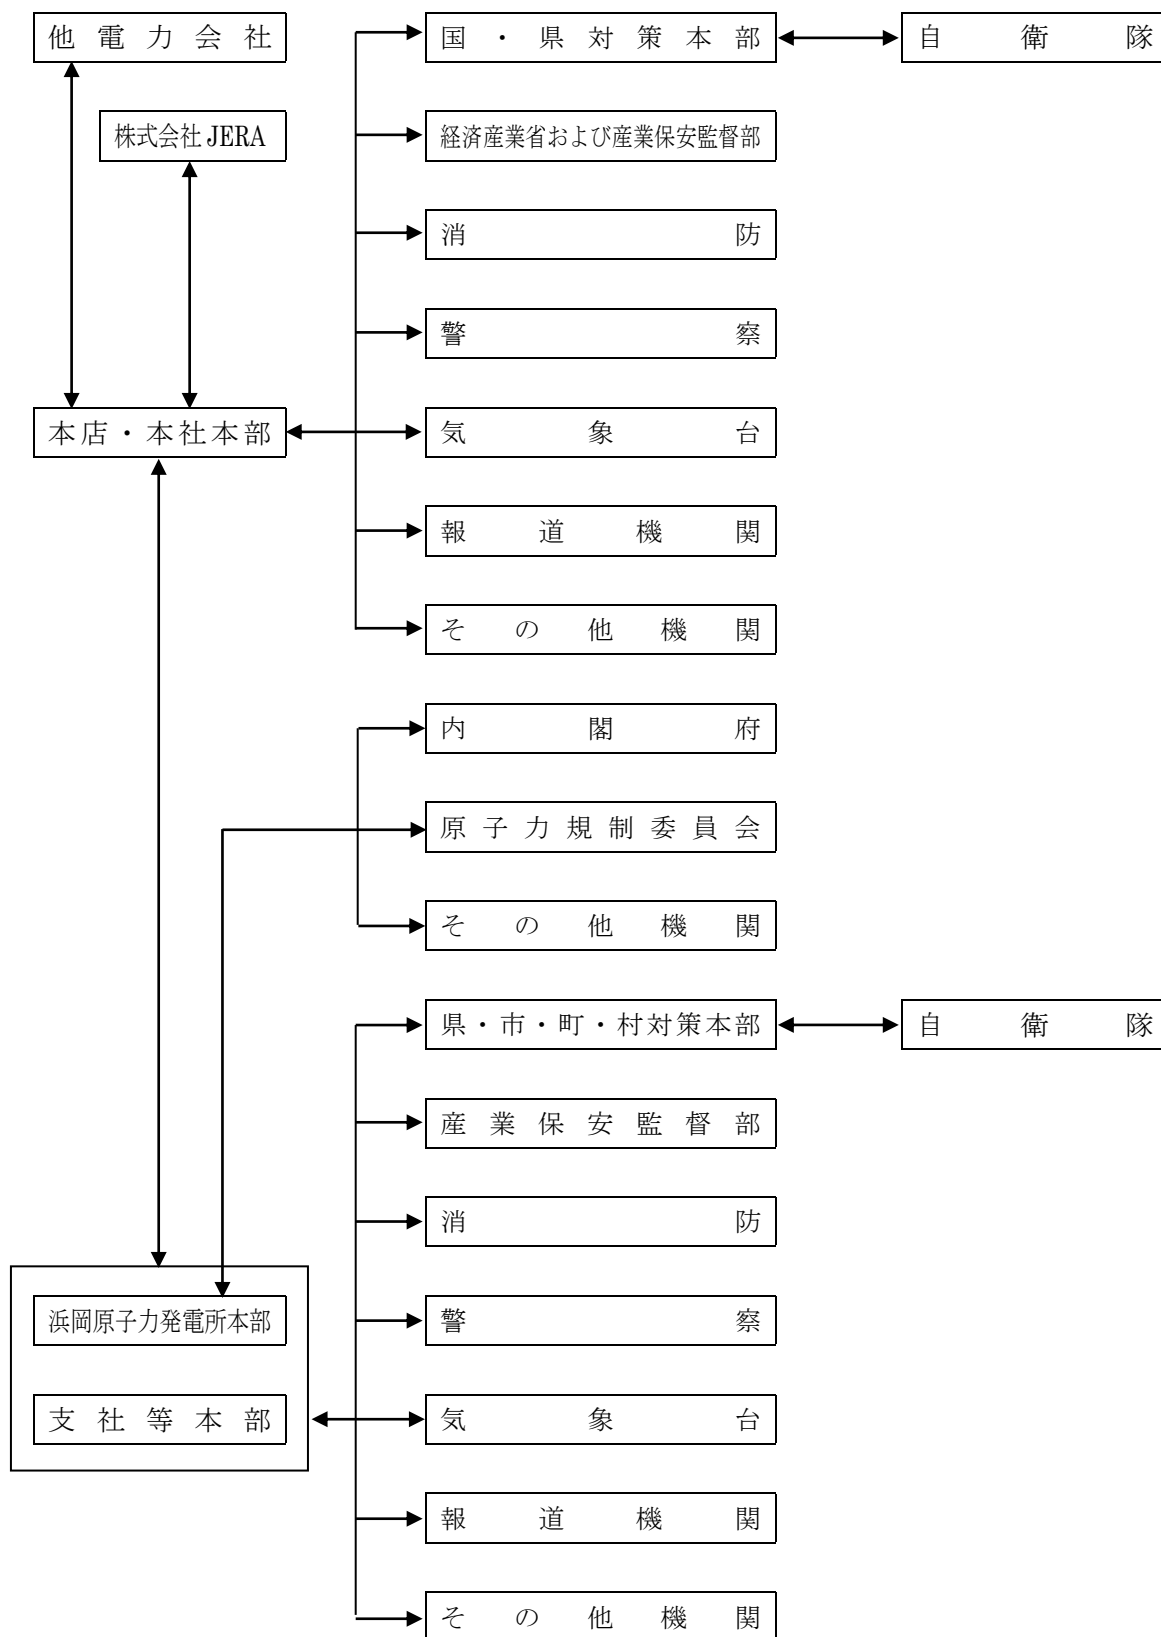 他電力会社
国・県対策本部
自衛隊
株式会社JERA
経済産業省および産業保安監督部
消防
警察
本店・本社本部
気象台
報道機関
その他機関
内閣府
原子力規制委員会
その他機関
県・市・町・村対策本部
自衛隊
産業保安監督部
消防
浜岡原子力発電所本部
警察
支社等本部
気象台
報道機関
その他機関